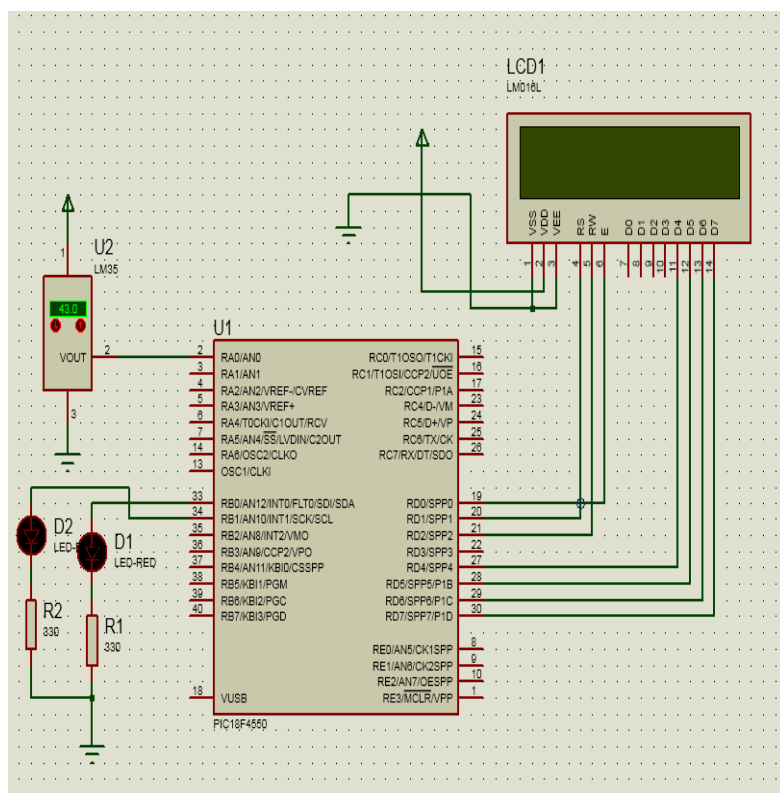 LCD1
LM016L
VSS
VDD
VEE
RS
RW
E
D0
D1
D2
D3
D4
D5
D6
D7
1
2
3
4
5
6
7
8
9
10
11
12
13
14
1
U2
LM35
43.0
VOUT
2
3
U1
2 RA0/AN0
3 RA1/AN1
4 RA2/AN2/VREF-/CVREF
5 RA3/AN3/VREF+
6 RA4/T0CKI/C1OUT/RCV
7 RA5/AN4/SS/LVDIN/C2OUT
14 RA6/OSC2/CLKO
13 OSC1/CLKI
33 RB0/AN12/INT0/FLT0/SDI/SDA
34 RB1/AN10/INT1/SCK/SCL
35 RB2/AN8/INT2/VMO
36 RB3/AN9/CCP2/VPO
37 RB4/AN11/KBI0/CSSPP
38 RB5/KBI1/PGM
39 RB6/KBI2/PGC
40 RB7/KBI3/PGD
18 VUSB
RC0/T1OSO/T1CKI 15
RC1/T1OSI/CCP2/UOE 16
RC2/CCP1/P1A 17
RC4/D-/VM 23
RC5/D+/VP 24
RC6/TX/CK 25
RC7/RX/DT/SDO 26
RD0/SPP0 19
RD1/SPP1 20
RD2/SPP2 21
RD3/SPP3 22
RD4/SPP4 27
RD5/SPP5/P1B 28
RD6/SPP6/P1C 29
RD7/SPP7/P1D 30
RE0/AN5/CK1SPP 8
RE1/AN6/CK2SPP 9
RE2/AN7/OESPP 10
RE3/MCLR/VPP 1
PIC18F4550
D2
D1
LED-RED
R2
330
R1
330